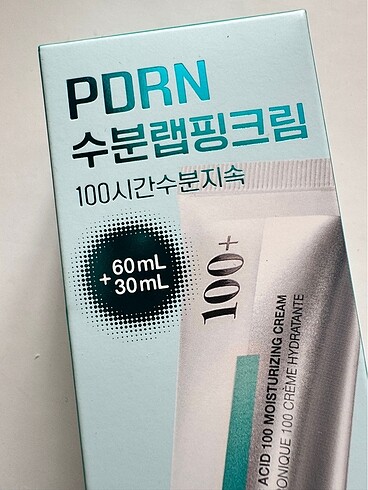 PDRN
수분랩핑크림
100시간수분지속
60mL
+30mL
100+
ACID 100 MOISTURIZING CREAM
ONIQUE 100 CRÈME HYDRATANTE